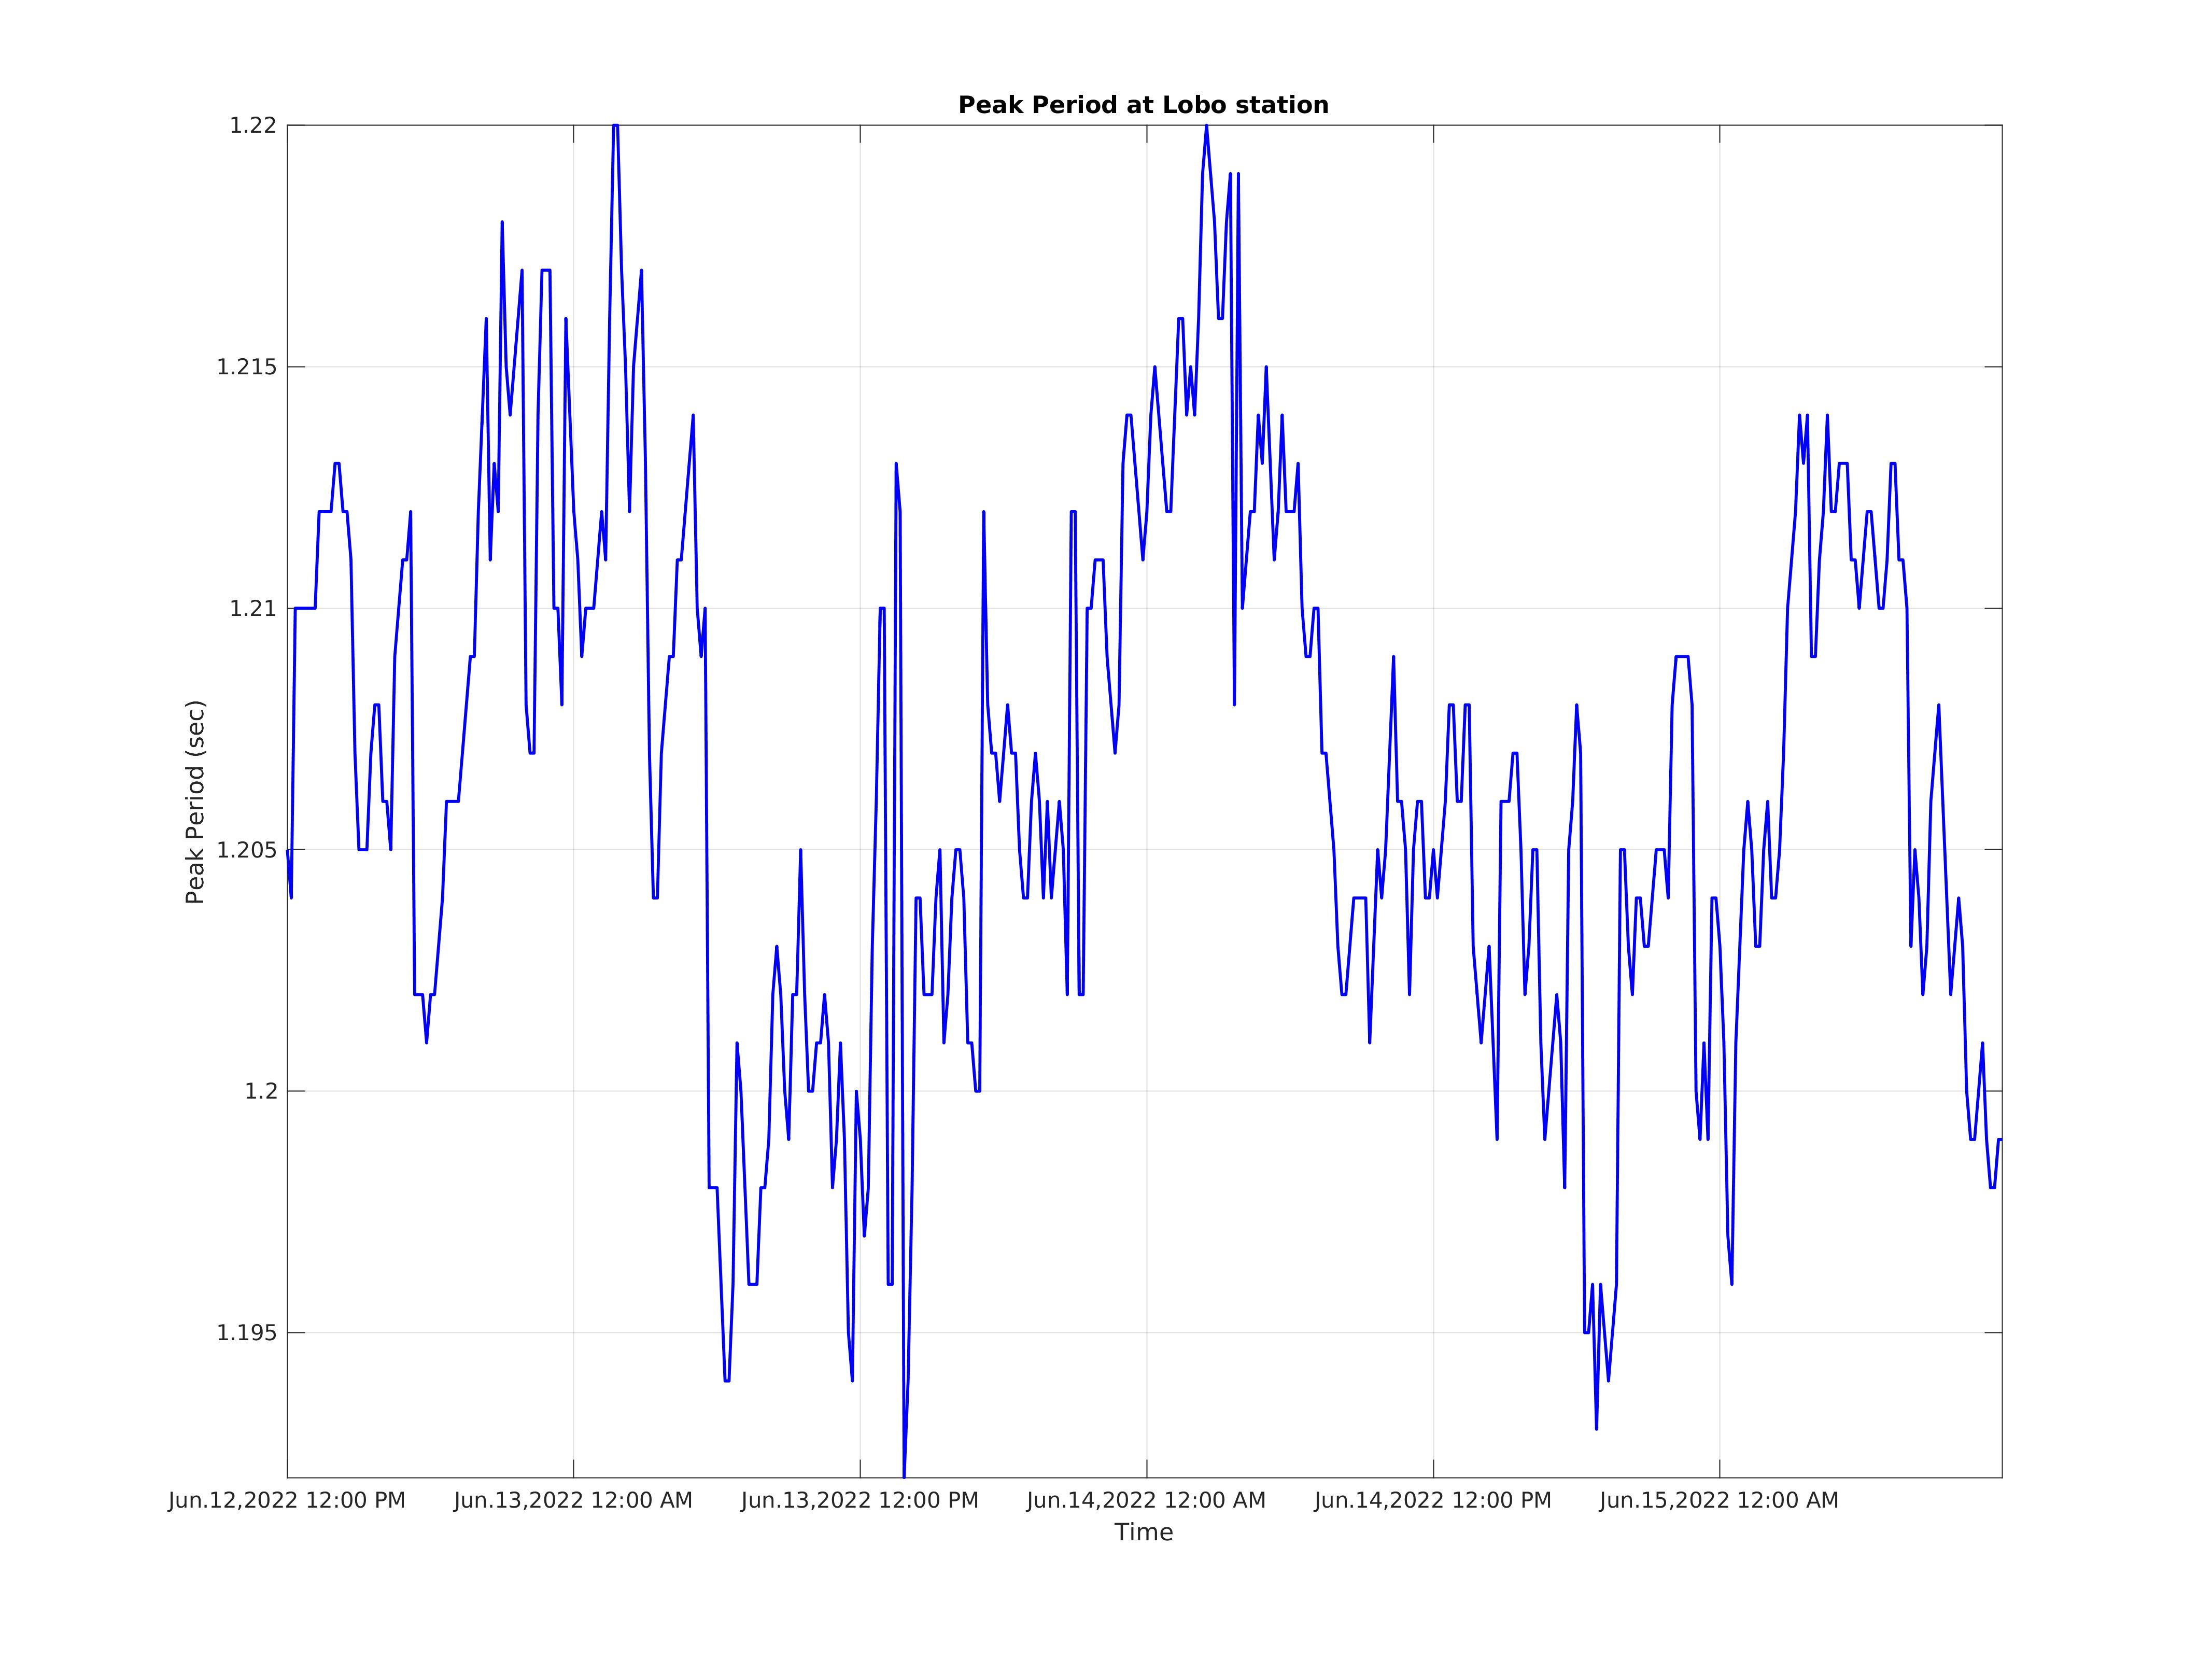 Peak Period at Lobo station
1.22
1.215
1.21
1.205
1.2
1.195
Peak Period (sec)
Jun.12,2022 12:00 PM
Jun.13,2022 12:00 AM
Jun.13,2022 12:00 PM
Jun.14,2022 12:00 AM
Jun.14,2022 12:00 PM
Jun.15,2022 12:00 AM
Time